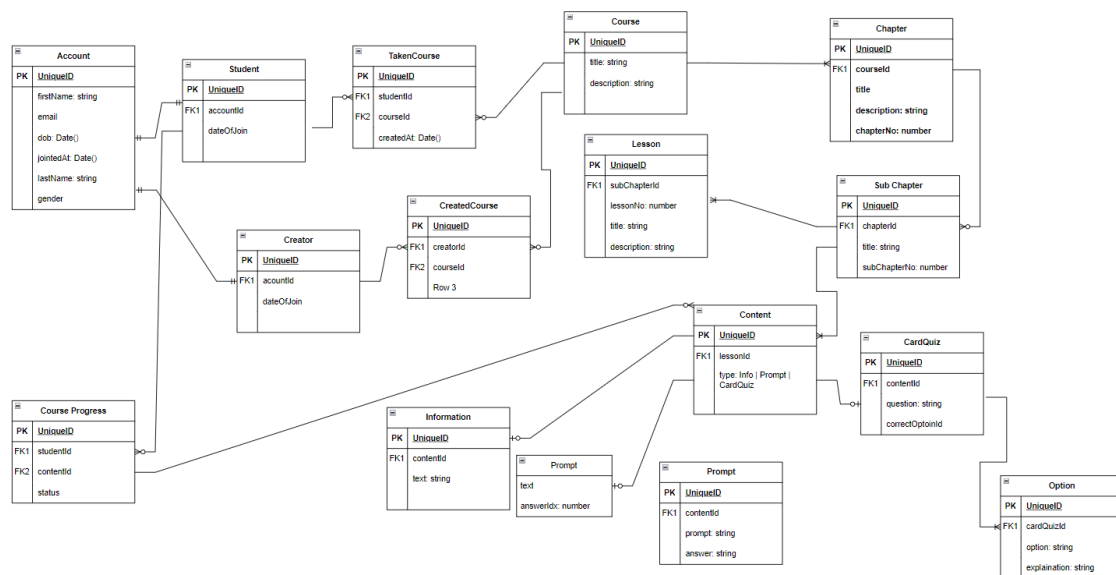 Account
PK UniqueID
firstName: string
email
dob: Date()
jointedAt: Date()
lastName: string
gender
Student
PK UniqueID
FK1 accountId
dateOfJoin
TakenCourse
PK UniqueID
FK1 studentId
FK2 courseId
createdAt: Date()
Course
PK UniqueID
title: string
description: string
Chapter
PK UniqueID
FK1 courseId
title
description: string
chapterNo: number
Lesson
PK UniqueID
FK1 subChapterId
lessonNo: number
title: string
description: string
Sub Chapter
PK UniqueID
FK1 chapterId
title: string
subChapterNo: number
Creator
PK UniqueID
FK1 acountId
dateOfJoin
CreatedCourse
PK UniqueID
FK1 creatorId
FK2 courseId
Row 3
Content
PK UniqueID
FK1 lessonId
type: Info | Prompt |
CardQuiz
CardQuiz
PK UniqueID
FK1 contentId
question: string
correctOptoinId
Course Progress
PK UniqueID
FK1 studentId
FK2 contentId
status
Information
PK UniqueID
FK1 contentId
text: string
Prompt
text
answerIdx: number
Prompt
PK UniqueID
FK1 contentId
prompt: string
answer: string
Option
PK UniqueID
FK1 cardQuizId
option: string
explaination: string